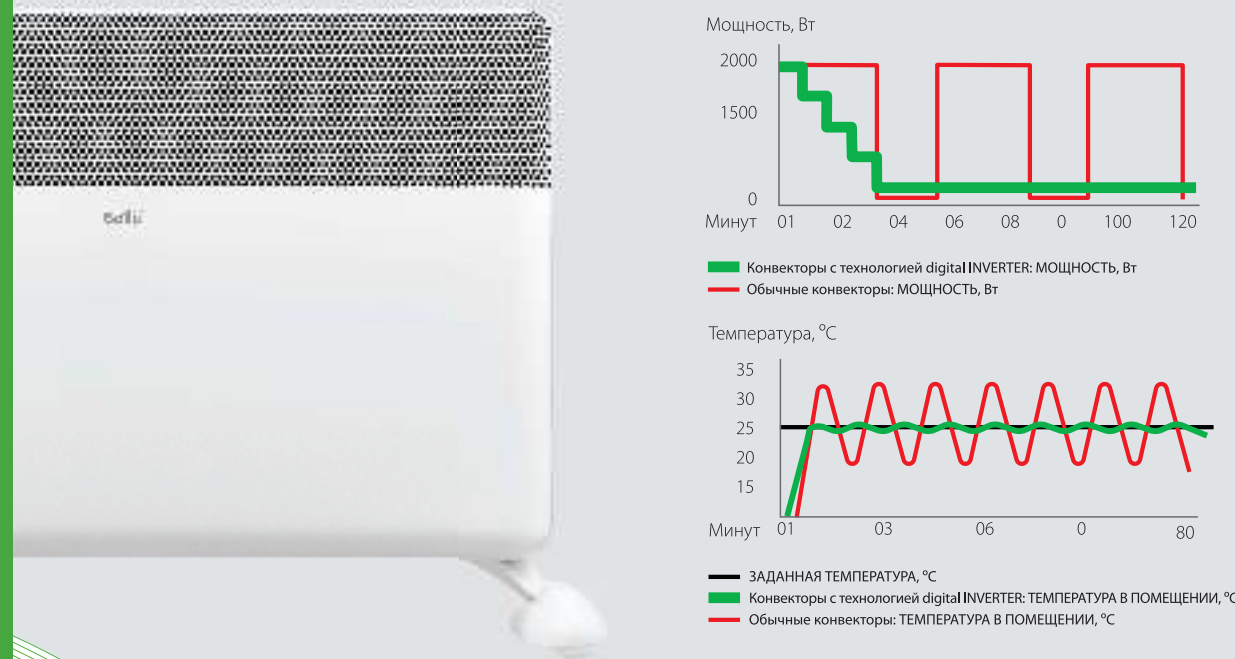 Ballu
Мощность, Вт
2000
1500
0
Минут 01 02 04 06 08 0 100 120
Конвекторы с технологией digital INVERTER: МОЩНОСТЬ, Вт
Обычные конвекторы: МОЩНОСТЬ, Вт
Температура, °С
35
30
25
20
15
Минут 01 03 06 0 80
ЗАДАННАЯ ТЕМПЕРАТУРА, °С
Конвекторы с технологией digital INVERTER: ТЕМПЕРАТУРА В ПОМЕЩЕНИИ, °С
Обычные конвекторы: ТЕМПЕРАТУРА В ПОМЕЩЕНИИ, °С